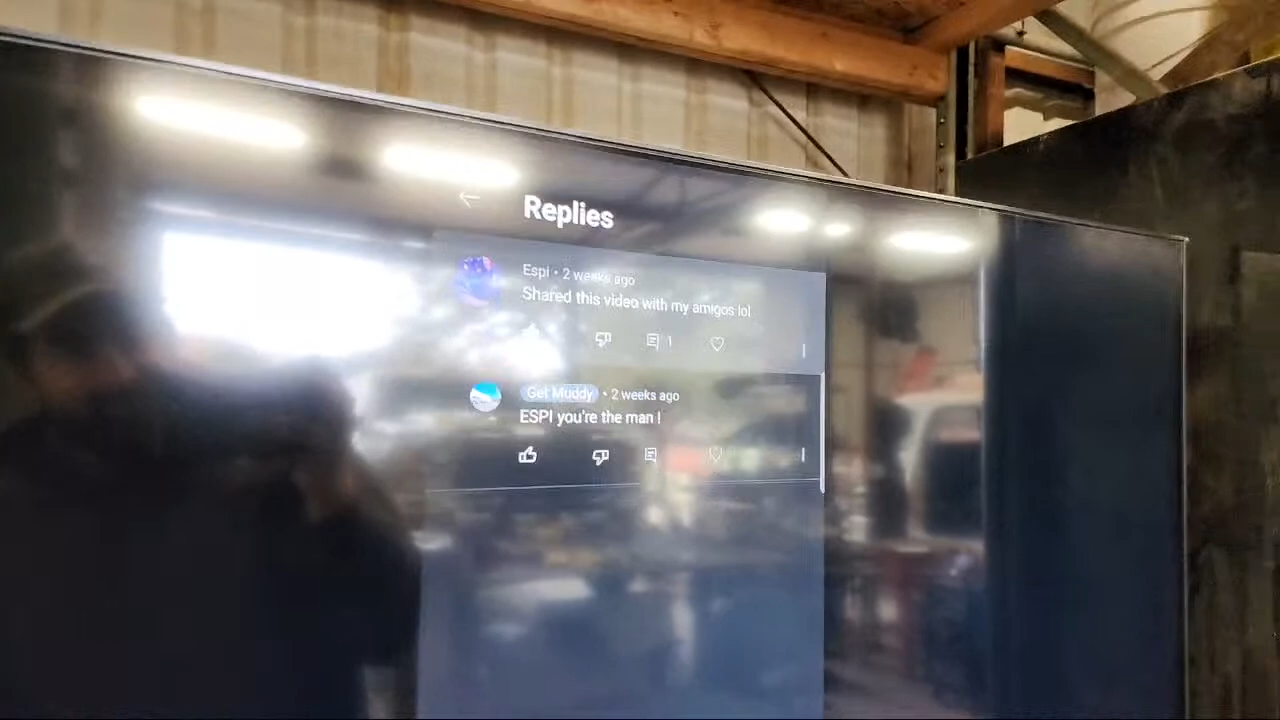 Replies
Espi • 2 weeks ago
Shared this video with my amigos lol
1
Get Muddy • 2 weeks ago
ESPI you're the man !